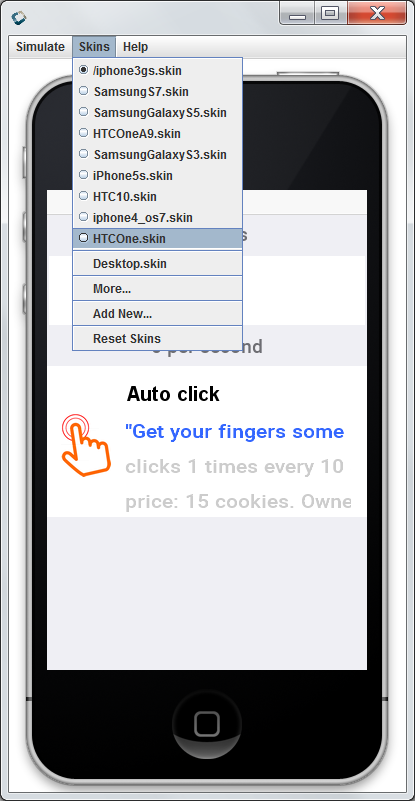 Simulate Skins Help
/iphone3gs.skin
SamsungS7.skin
SamsungGalaxyS5.skin
HTCOneA9.skin
SamsungGalaxyS3.skin
iPhone5s.skin
HTC10.skin
iphone4_os7.skin
HTCOne.skin
Desktop.skin
More...
Add New...
Reset Skins
per second
Auto click
"Get your fingers some
clicks 1 times every 10
price: 15 cookies. Owne